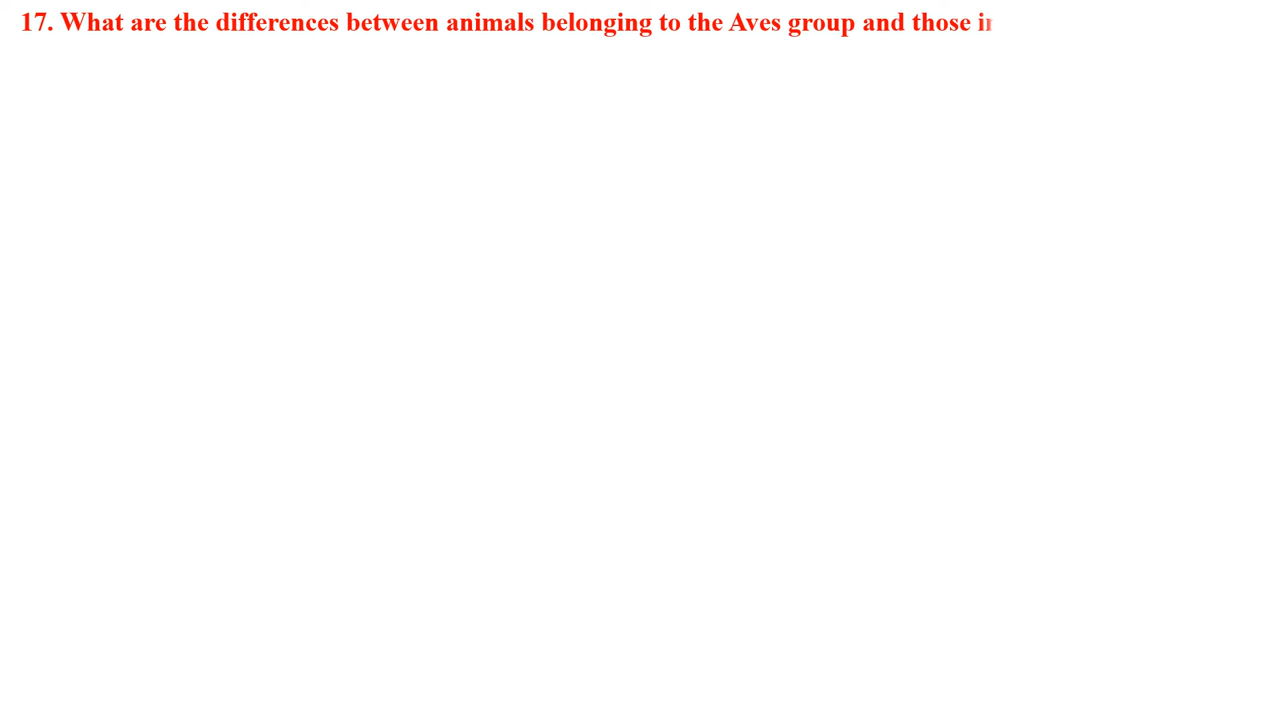 17. What are the differences between animals belonging to the Aves group and those